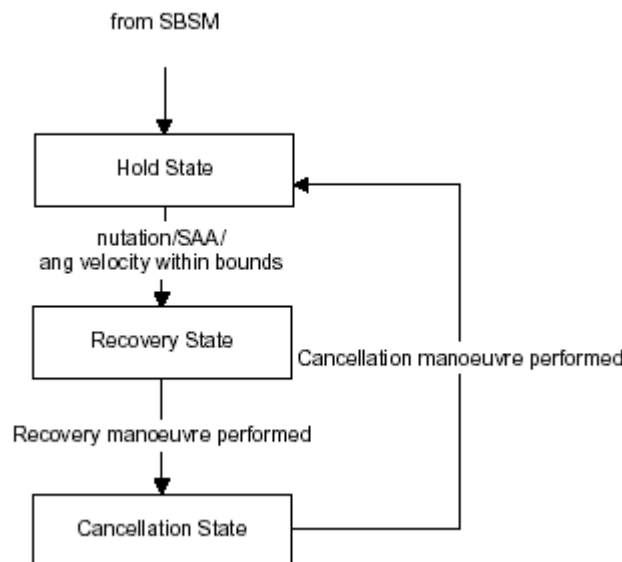 from SBSM
Hold State
nutation/SAA/
ang velocity within bounds
Recovery State
Cancellation manoeuvre performed
Recovery manoeuvre performed
Cancellation State